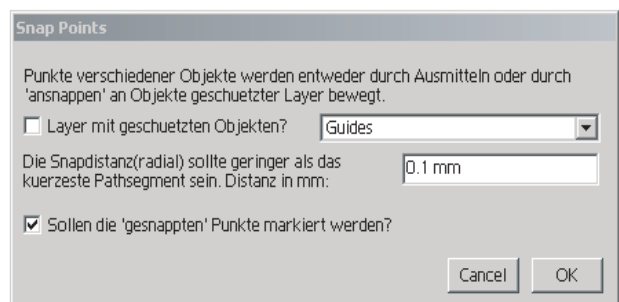 Snap Points
Punkte verschiedener Objekte werden entweder durch Ausmitteln oder durch
'ansnappen' an Objekte geschuetzter Layer bewegt.
Layer mit geschuetzten Objekten? Guides
Die Snapdistanz(radial) sollte geringer als das
kuerzeste Pathsegment sein. Distanz in mm: 0.1 mm
Sollen die 'gesnappten' Punkte markiert werden?
Cancel OK